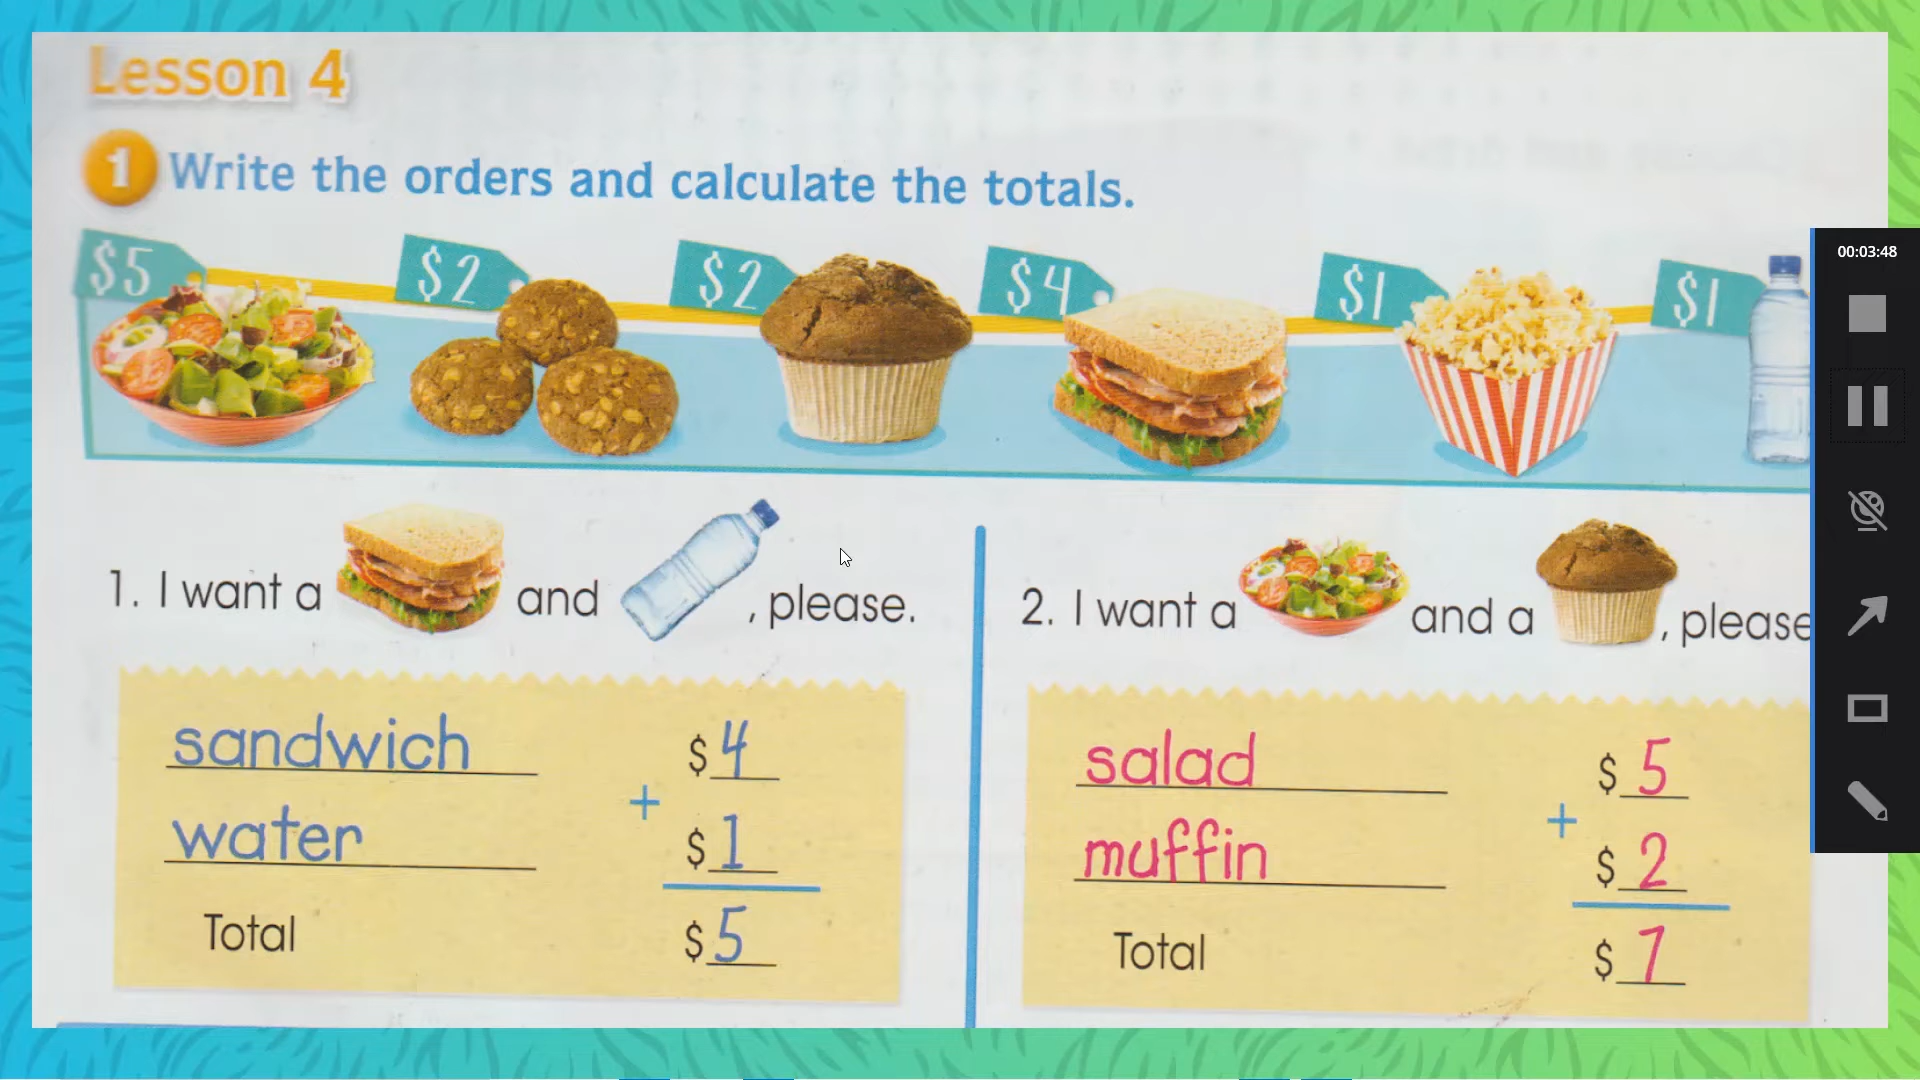 Lesson 4
1 Write the orders and calculate the totals.
$5 $2 $2 $4 $1 $1
1. I want a and , please.
sandwich $4
+
water $1
Total $5
2. I want a and a , please
salad $5
+
muffin $2
Total $7
00:03:48